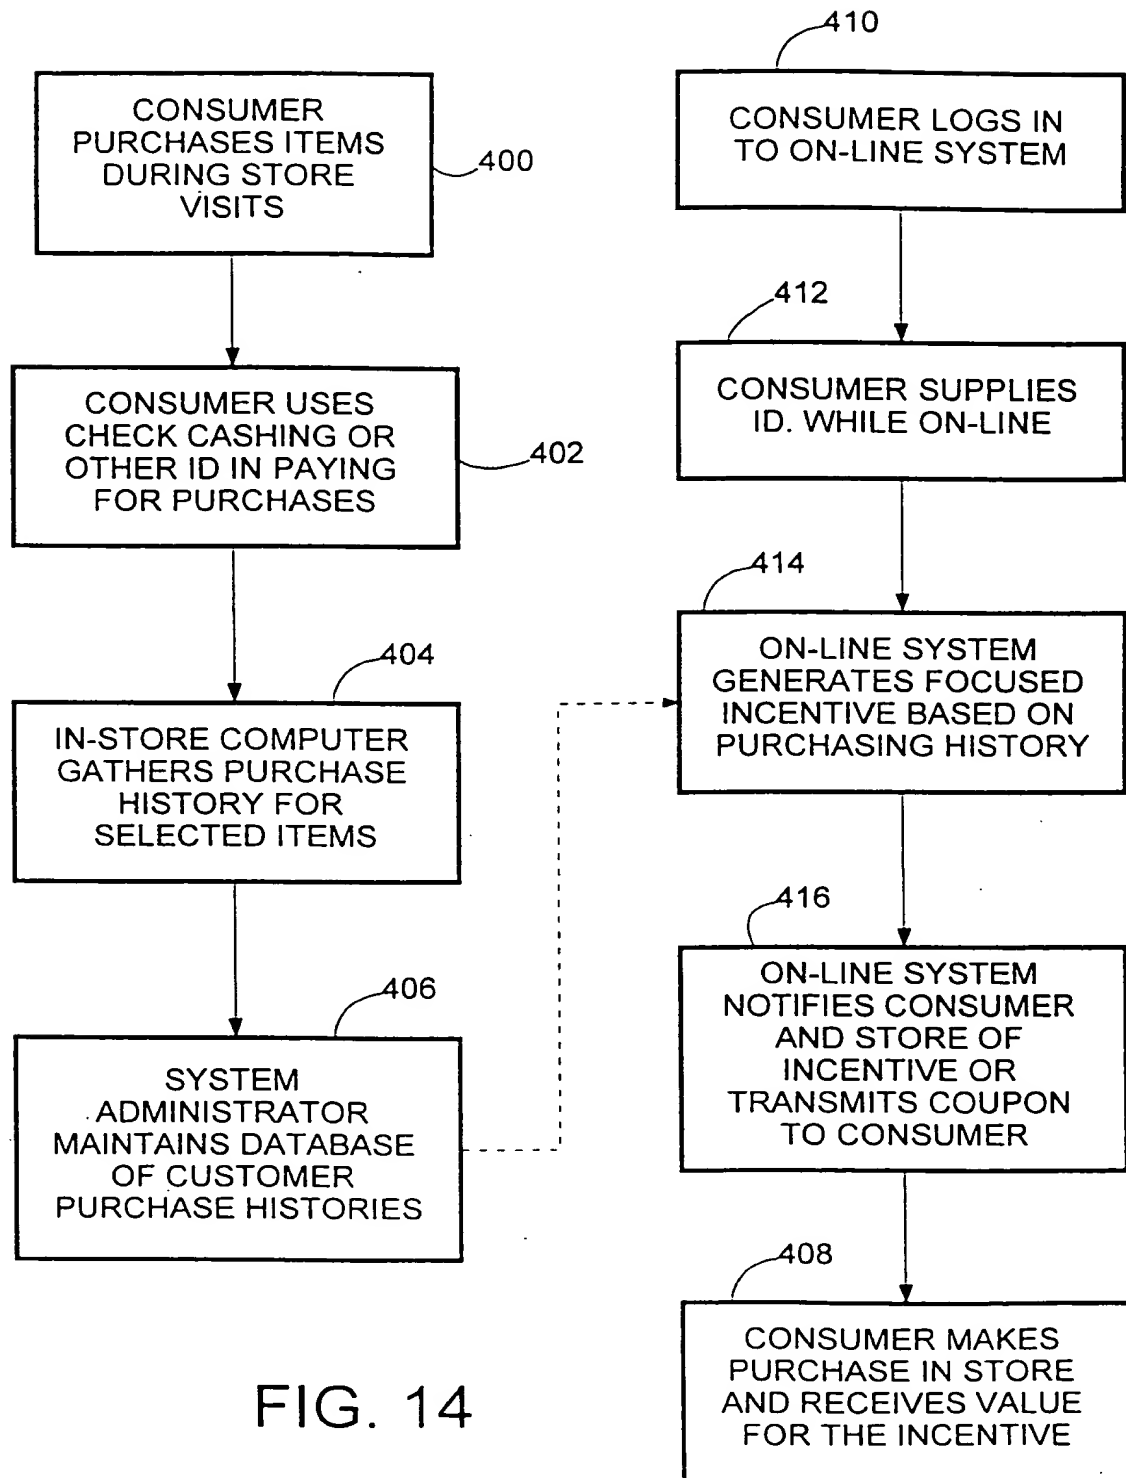 CONSUMER
PURCHASES ITEMS
DURING STORE
VISITS
400
CONSUMER USES
CHECK CASHING OR
OTHER ID IN PAYING
FOR PURCHASES
402
404
IN-STORE COMPUTER
GATHERS PURCHASE
HISTORY FOR
SELECTED ITEMS
406
SYSTEM
ADMINISTRATOR
MAINTAINS DATABASE
OF CUSTOMER
PURCHASE HISTORIES
410
CONSUMER LOGS IN
TO ON-LINE SYSTEM
412
CONSUMER SUPPLIES
ID. WHILE ON-LINE
414
ON-LINE SYSTEM
GENERATES FOCUSED
INCENTIVE BASED ON
PURCHASING HISTORY
416
ON-LINE SYSTEM
NOTIFIES CONSUMER
AND STORE OF
INCENTIVE OR
TRANSMITS COUPON
TO CONSUMER
408
CONSUMER MAKES
PURCHASE IN STORE
AND RECEIVES VALUE
FOR THE INCENTIVE
FIG. 14